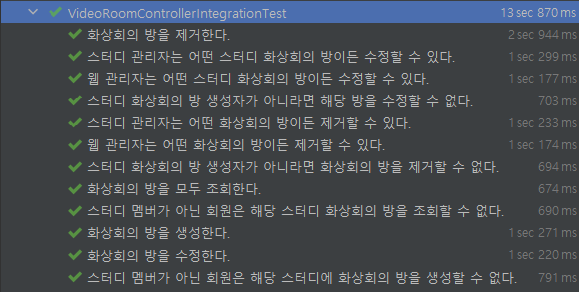 VideoRoomControllerIntegrationTest 13 sec 870 ms
화상회의 방을 제거한다. 2 sec 944 ms
스터디 관리자는 어떤 스터디 화상회의 방이든 수정할 수 있다. 1 sec 299 ms
웹 관리자는 어떤 스터디 화상회의 방이든 수정할 수 있다. 1 sec 177 ms
스터디 화상회의 방 생성자가 아니라면 해당 방을 수정할 수 없다. 703 ms
스터디 관리자는 어떤 화상회의 방이든 제거할 수 있다. 1 sec 233 ms
웹 관리자는 어떤 화상회의 방이든 제거할 수 있다. 1 sec 174 ms
스터디 화상회의 방 생성자가 아니라면 화상회의 방을 제거할 수 없다. 694 ms
화상회의 방을 모두 조회한다. 674 ms
스터디 멤버가 아닌 회원은 해당 스터디 화상회의 방을 조회할 수 없다. 690 ms
화상회의 방을 생성한다. 1 sec 271 ms
화상회의 방을 수정한다. 1 sec 220 ms
스터디 멤버가 아닌 회원은 해당 스터디에 화상회의 방을 생성할 수 없다. 791 ms